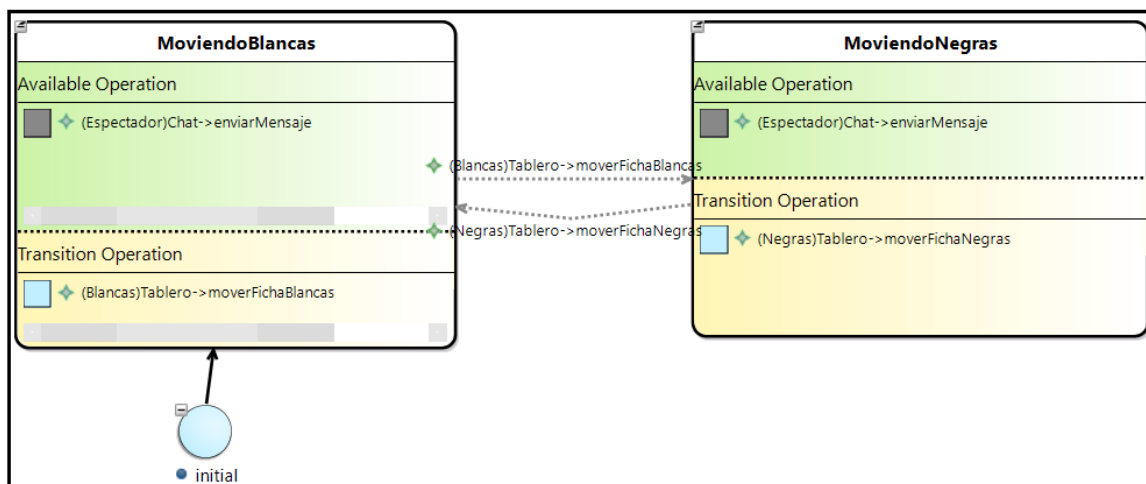 MoviendoBlancas
Available Operation
(Espectador)Chat->enviarMensaje
Transition Operation
(Blancas)Tablero->moverFichaBlancas
(Blancas)Tablero->moverFichaBlancas
(Negras)Tablero->moverFichaNegras
MoviendoNegras
Available Operation
(Espectador)Chat->enviarMensaje
Transition Operation
(Negras)Tablero->moverFichaNegras
initial